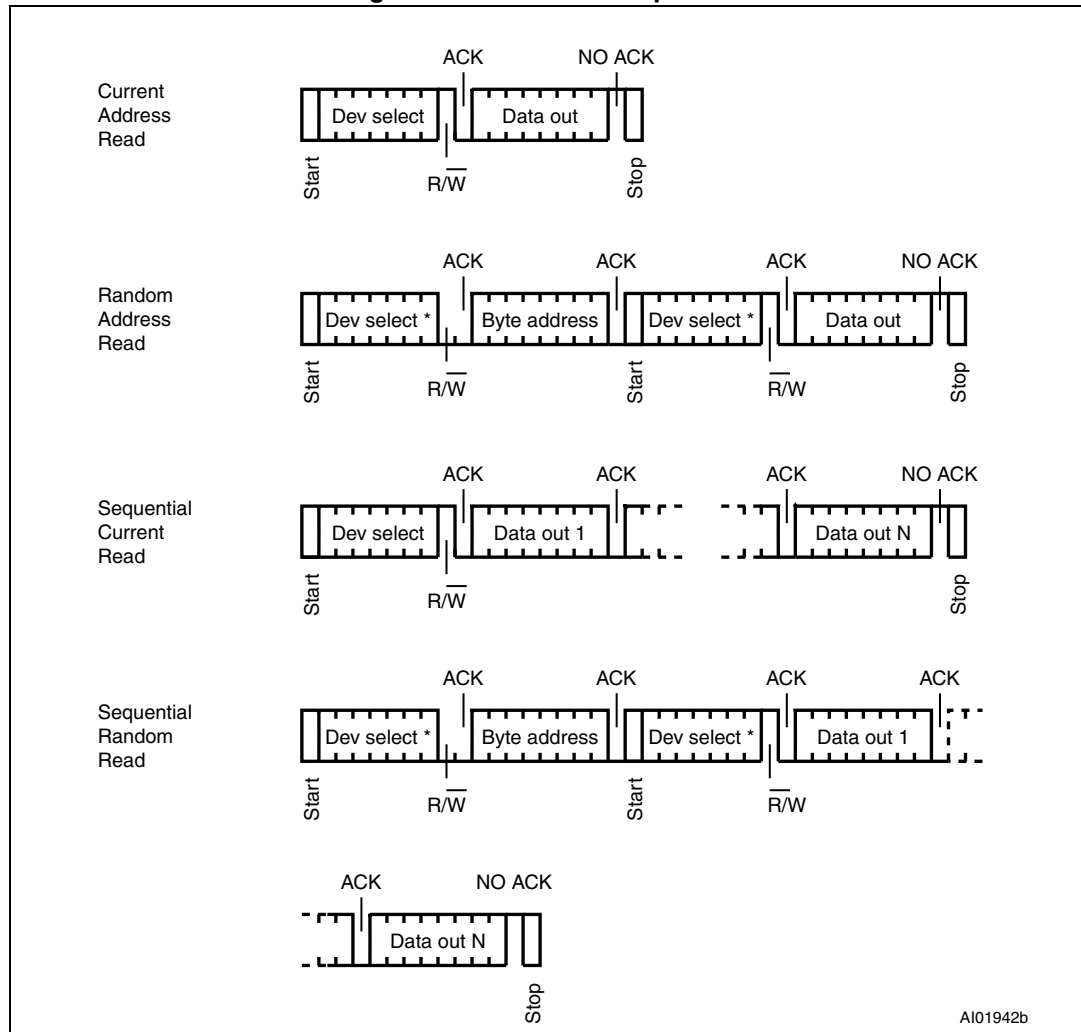 ACK NO ACK
Current
Address
Read
Dev select Data out
Start R/W Stop
ACK ACK ACK NO ACK
Random
Address
Read
Dev select * Byte address Dev select * Data out
Start R/W Start R/W Stop
ACK ACK ACK NO ACK
Sequential
Current
Read
Dev select Data out 1 Data out N
Start R/W Stop
ACK ACK ACK ACK
Sequential
Random
Read
Dev select * Byte address Dev select * Data out 1
Start R/W Start R/W
ACK NO ACK
Data out N
Stop
AI01942b